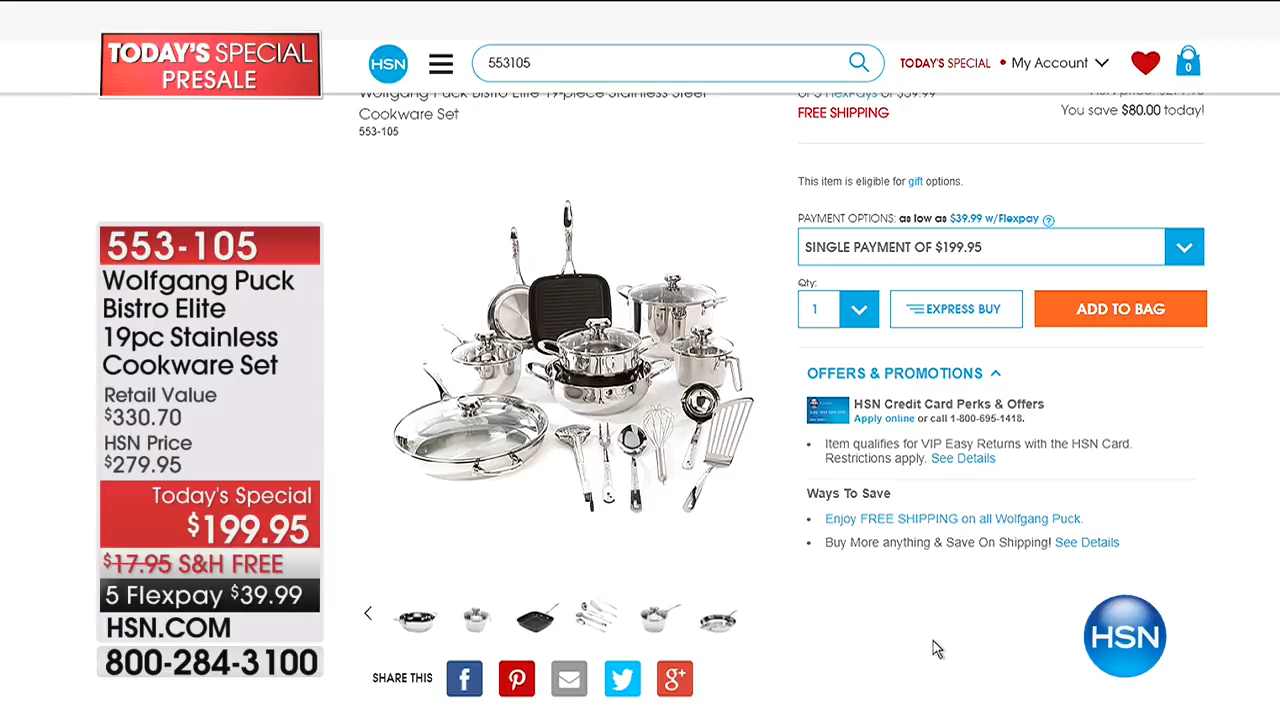 TODAY'S SPECIAL
PRESALE
HSN
553105
TODAY'S SPECIAL • My Account
0
Wolfgang Puck Bistro Elite 19-piece Stainless Steel
Cookware Set
553-105
or 5 FlexPays of $39.99
FREE SHIPPING
You save $80.00 today!
This item is eligible for gift options.
PAYMENT OPTIONS: as low as $39.99 w/Flexpay ?
SINGLE PAYMENT OF $199.95
Qty:
1
EXPRESS BUY
ADD TO BAG
OFFERS & PROMOTIONS
HSN Credit Card Perks & Offers
Apply online or call 1-800-695-1418.
• Item qualifies for VIP Easy Returns with the HSN Card.
Restrictions apply. See Details
Ways To Save
• Enjoy FREE SHIPPING on all Wolfgang Puck.
• Buy More anything & Save On Shipping! See Details
553-105
Wolfgang Puck
Bistro Elite
19pc Stainless
Cookware Set
Retail Value
$330.70
HSN Price
$279.95
Today's Special
$199.95
$17.95 S&H FREE
5 Flexpay $39.99
HSN.COM
800-284-3100
SHARE THIS
f
g+
HSN